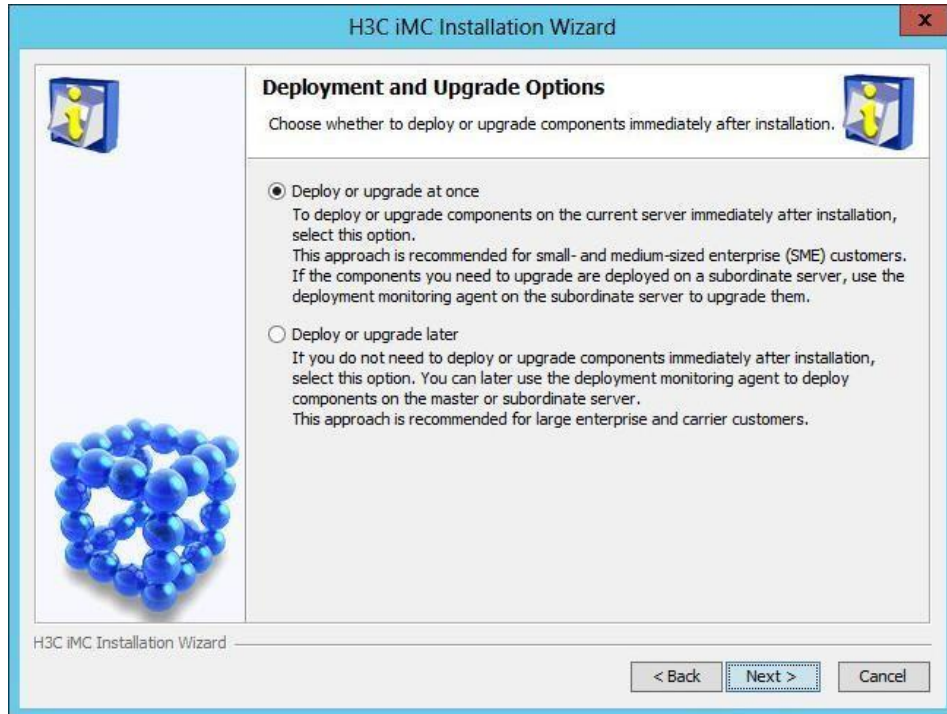 H3C iMC Installation Wizard
x
Deployment and Upgrade Options
Choose whether to deploy or upgrade components immediately after installation.
Deploy or upgrade at once
To deploy or upgrade components on the current server immediately after installation,
select this option.
This approach is recommended for small- and medium-sized enterprise (SME) customers.
If the components you need to upgrade are deployed on a subordinate server, use the
deployment monitoring agent on the subordinate server to upgrade them.
Deploy or upgrade later
If you do not need to deploy or upgrade components immediately after installation,
select this option. You can later use the deployment monitoring agent to deploy
components on the master or subordinate server.
This approach is recommended for large enterprise and carrier customers.
H3C iMC Installation Wizard
< Back Next > Cancel